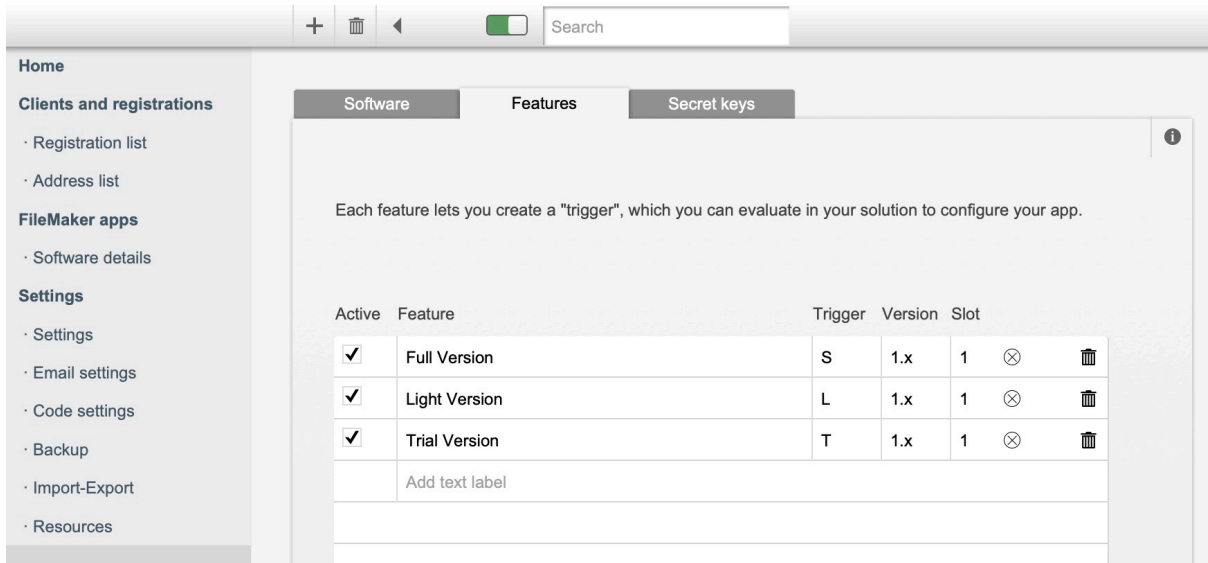 Search
Home
Clients and registrations
· Registration list
· Address list
FileMaker apps
· Software details
Settings
· Settings
· Email settings
· Code settings
· Backup
· Import-Export
· Resources
Software Features Secret keys
Each feature lets you create a "trigger", which you can evaluate in your solution to configure your app.
Active Feature Trigger Version Slot
Full Version S 1.x 1
Light Version L 1.x 1
Trial Version T 1.x 1
Add text label